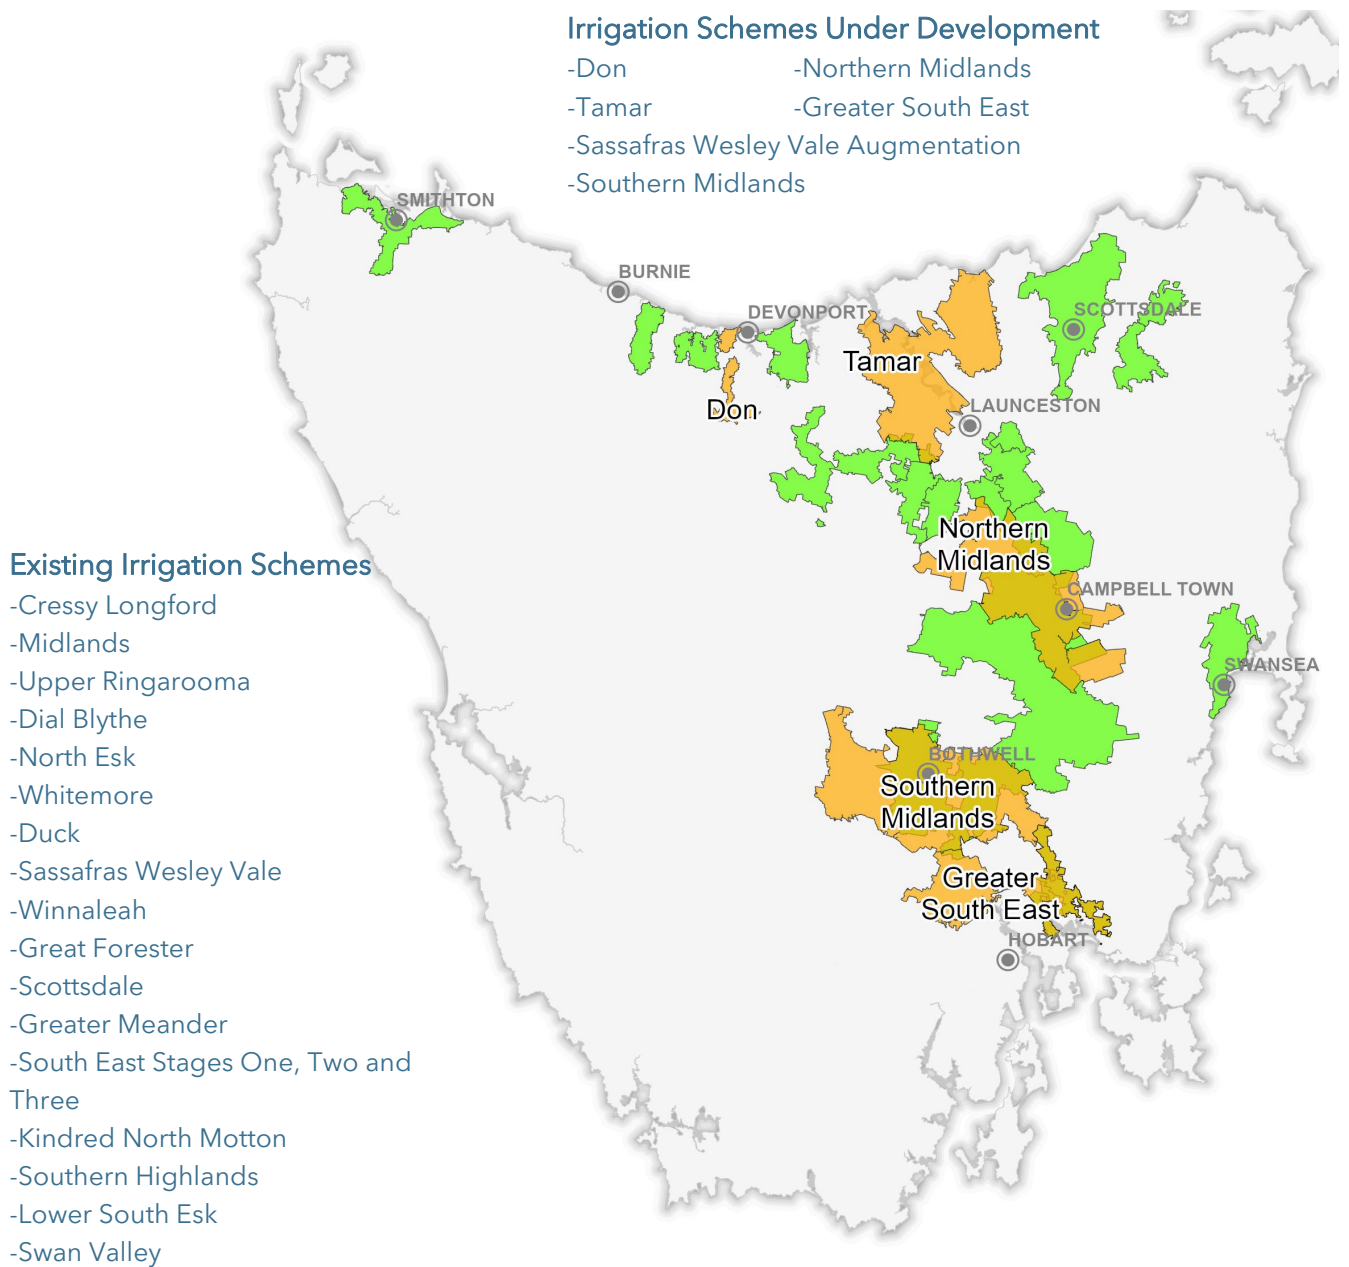 Irrigation Schemes Under Development
-Don -Northern Midlands
-Tamar -Greater South East
-Sassafras Wesley Vale Augmentation
-Southern Midlands
SMITHTON
BURNIE
DEVONPORT
SCOTTSDALE
Tamar
Don
LAUNCESTON
Northern
Midlands
CAMPBELL TOWN
SWANSEA
BOTHWELL
Southern
Midlands
Greater
South East
HOBART
Existing Irrigation Schemes
-Cressy Longford
-Midlands
-Upper Ringarooma
-Dial Blythe
-North Esk
-Whitemore
-Duck
-Sassafras Wesley Vale
-Winnaleah
-Great Forester
-Scottsdale
-Greater Meander
-South East Stages One, Two and
Three
-Kindred North Motton
-Southern Highlands
-Lower South Esk
-Swan Valley